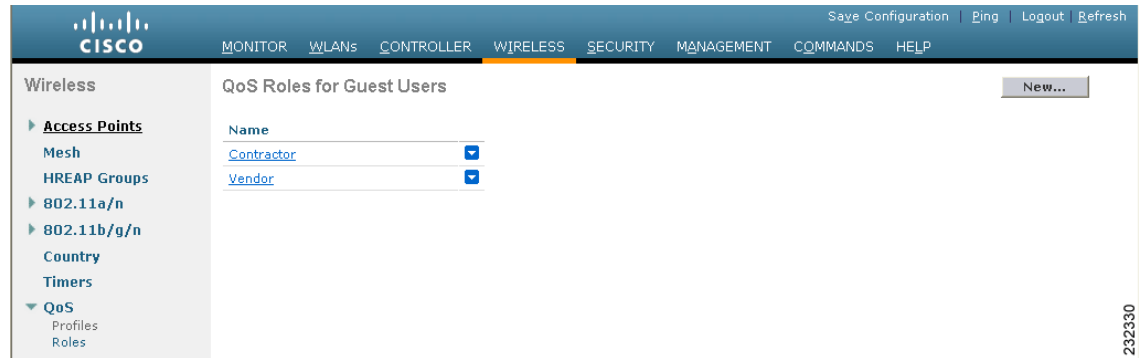 Save Configuration | Ping | Logout | Refresh
CISCO
MONITOR WLANs CONTROLLER WIRELESS SECURITY MANAGEMENT COMMANDS HELP
Wireless
QoS Roles for Guest Users
New...
Access Points
Mesh
HREAP Groups
802.11a/n
802.11b/g/n
Country
Timers
QoS
Profiles
Roles
Name
Contractor
Vendor
232330